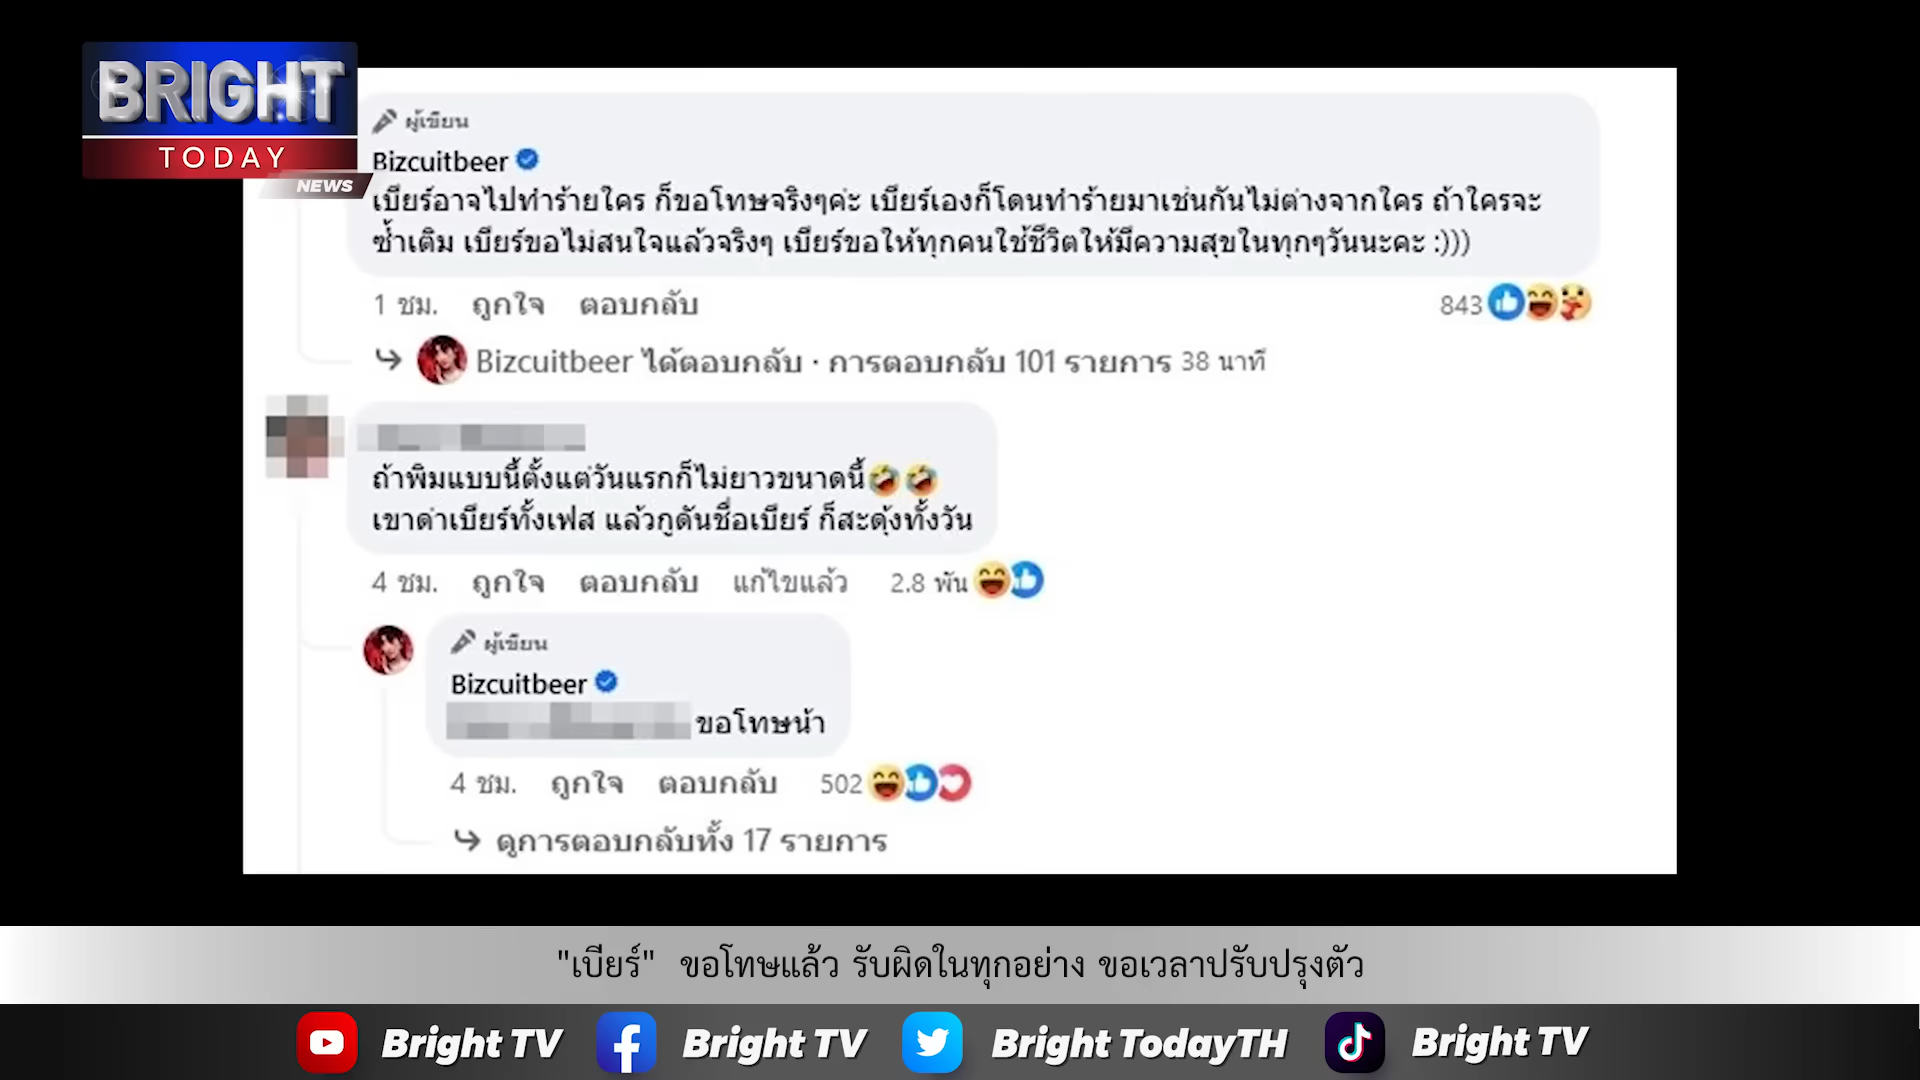 BRIGHT
TODAY
NEWS
ผู้เขียน
Bizcuitbeer
เบียร์อาจไปทำร้ายใคร ก็ขอโทษจริงๆค่ะ เบียร์เองก็โดนทำร้ายมาเช่นกันไม่ต่างจากใคร ถ้าใครจะ
ซ้ำเติม เบียร์ขอไม่สนใจแล้วจริงๆ เบียร์ขอให้ทุกคนใช้ชีวิตให้มีความสุขในทุกๆวันนะคะ :)))
1 ชม. ถูกใจ ตอบกลับ 843
Bizcuitbeer ได้ตอบกลับ · การตอบกลับ 101 รายการ 38 นาที
ถ้าพิมแบบนี้ตั้งแต่วันแรกก็ไม่ยาวขนาดนี้🤣🤣
เขาด่าเบียร์ทั้งเฟส แล้วกูดันชื่อเบียร์ ก็สะดุ้งทั้งวัน
4 ชม. ถูกใจ ตอบกลับ แก้ไขแล้ว 2.8 พัน
ผู้เขียน
Bizcuitbeer
ขอโทษน้า
4 ชม. ถูกใจ ตอบกลับ 502
ดูการตอบกลับทั้ง 17 รายการ
"เบียร์" ขอโทษแล้ว รับผิดในทุกอย่าง ขอเวลาปรับปรุงตัว
Bright TV Bright TV Bright TodayTH Bright TV